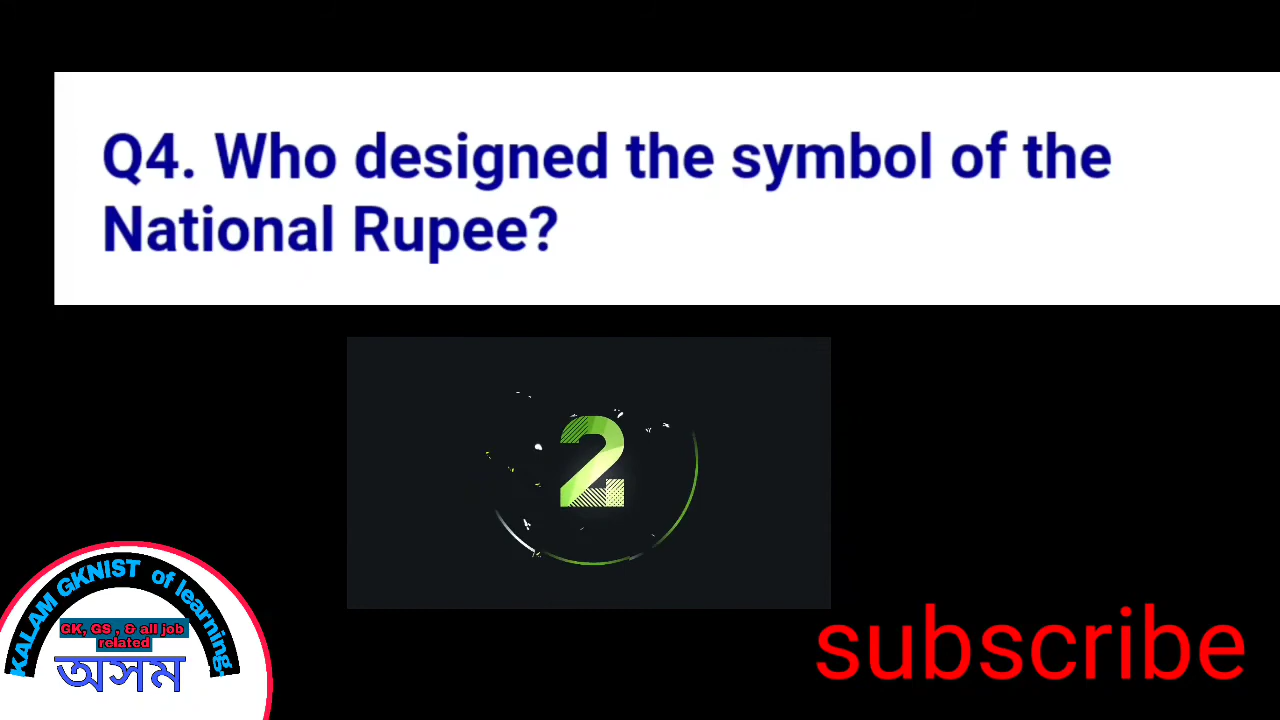 Q4. Who designed the symbol of the
National Rupee?
2
KALAM GKNIST of learning.
GK, GS , & all job
related
অসম
subscribe